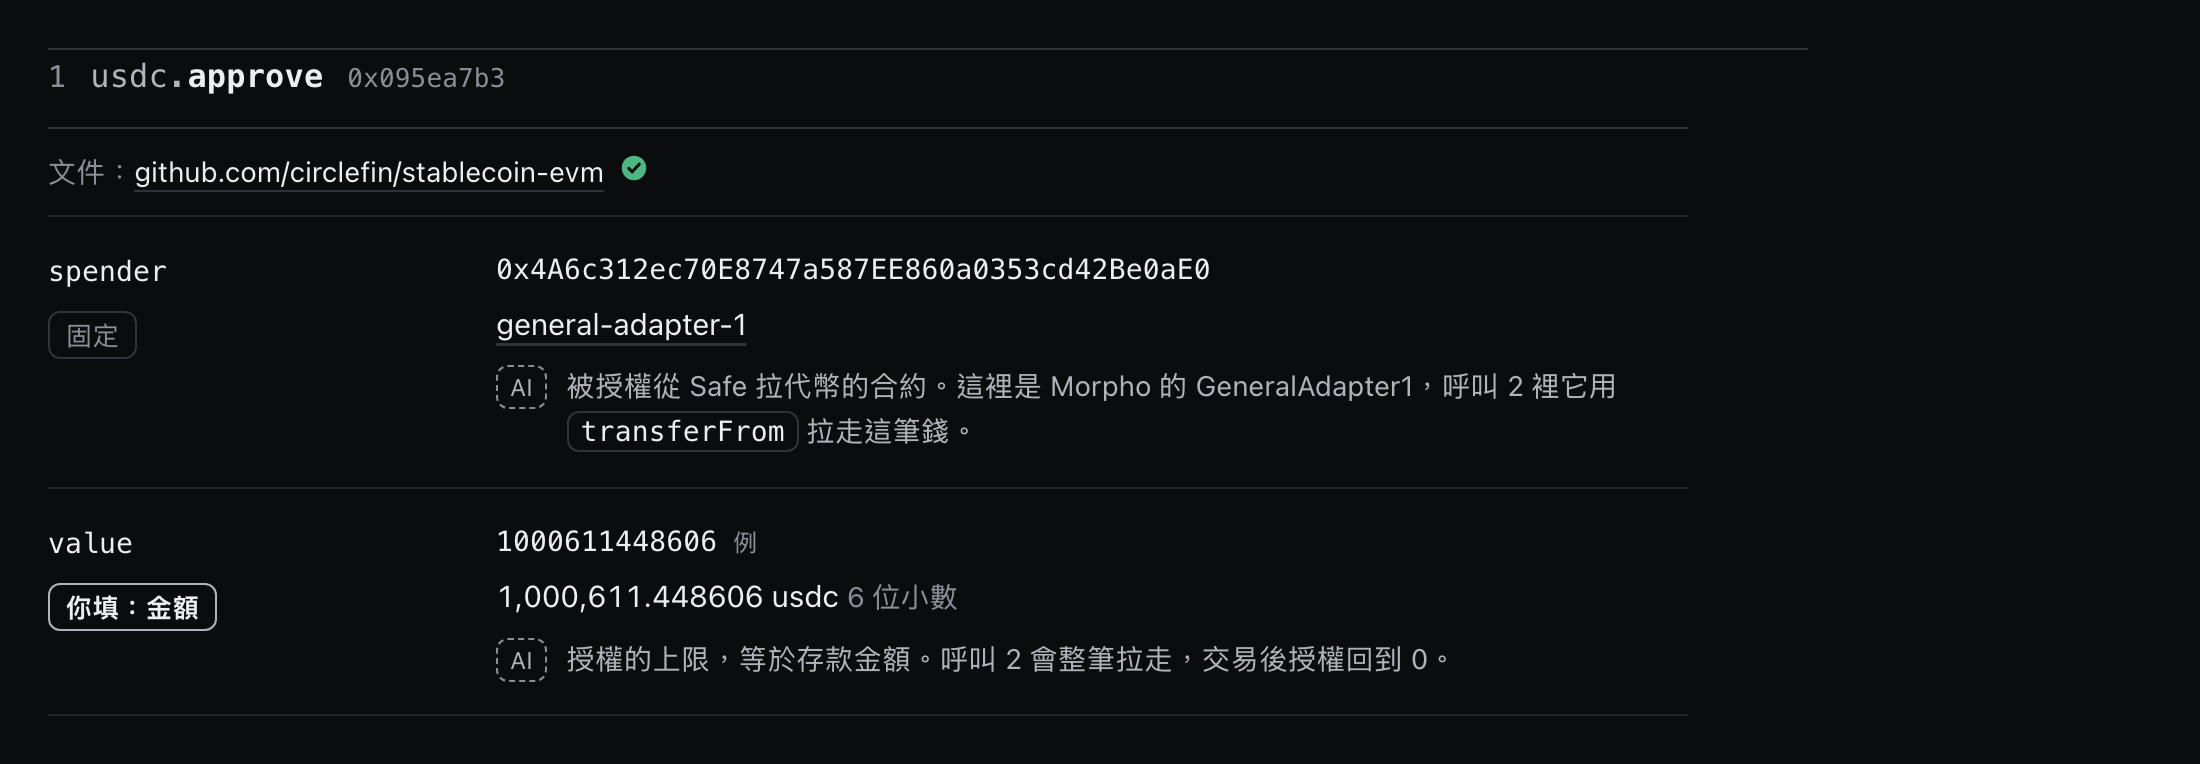 1 usdc.approve 0x095ea7b3
文件：github.com/circlefin/stablecoin-evm
spender
0x4A6c312ec70E8747a587EE860a0353cd42Be0aE0
固定
general-adapter-1
AI 被授權從 Safe 拉代幣的合約。這裡是 Morpho 的 GeneralAdapter1，呼叫 2 裡它用
transferFrom 拉走這筆錢。
value
1000611448606 例
你填：金額
1,000,611.448606 usdc 6 位小數
AI 授權的上限，等於存款金額。呼叫 2 會整筆拉走，交易後授權回到 0。